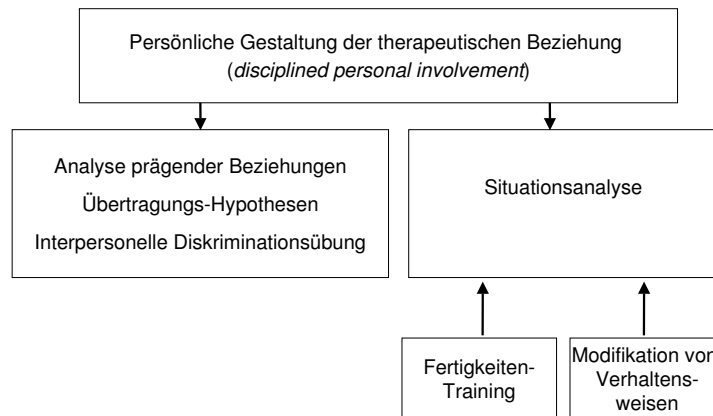 Persönliche Gestaltung der therapeutischen Beziehung
(disciplined personal involvement)
Analyse prägender Beziehungen
Übertragungs-Hypothesen
Interpersonelle Diskriminationsübung
Situationsanalyse
Fertigkeiten-
Training
Modifikation von
Verhaltens-
weisen